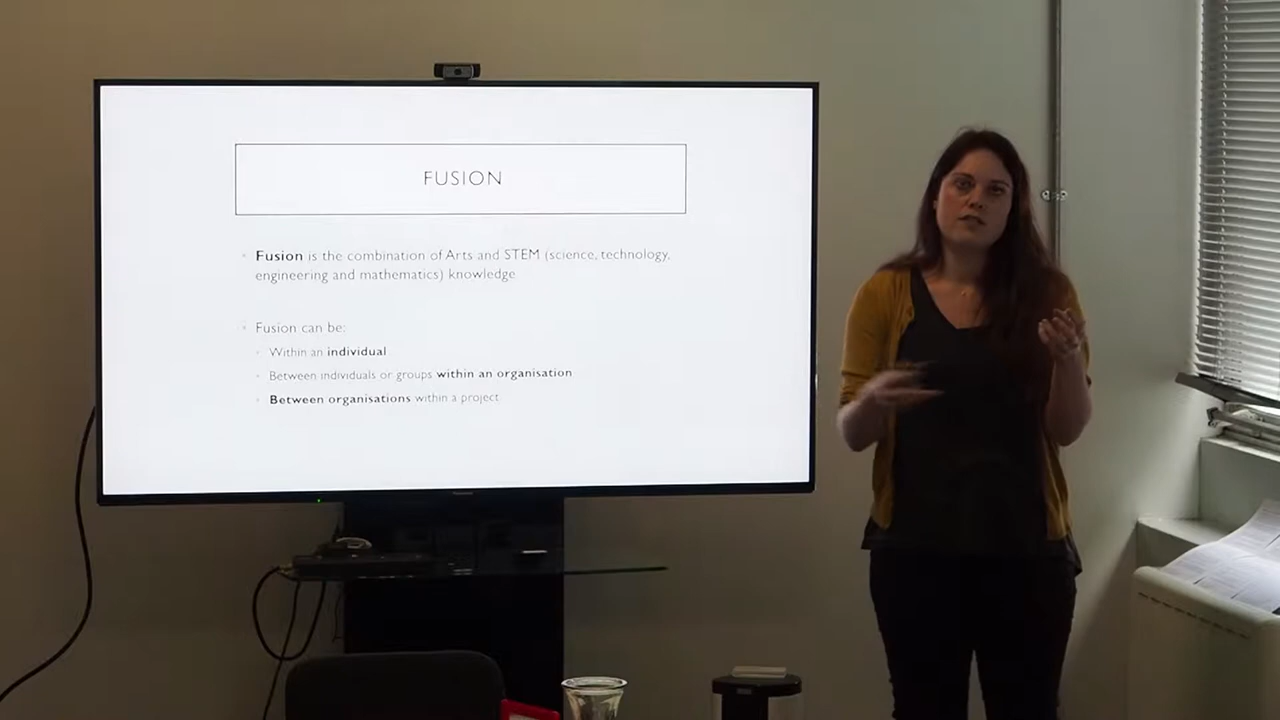 FUSION
Fusion is the combination of Arts and STEM (science, technology,
engineering and mathematics) knowledge
Fusion can be:
Within an individual
Between individuals or groups within an organisation
Between organisations within a project